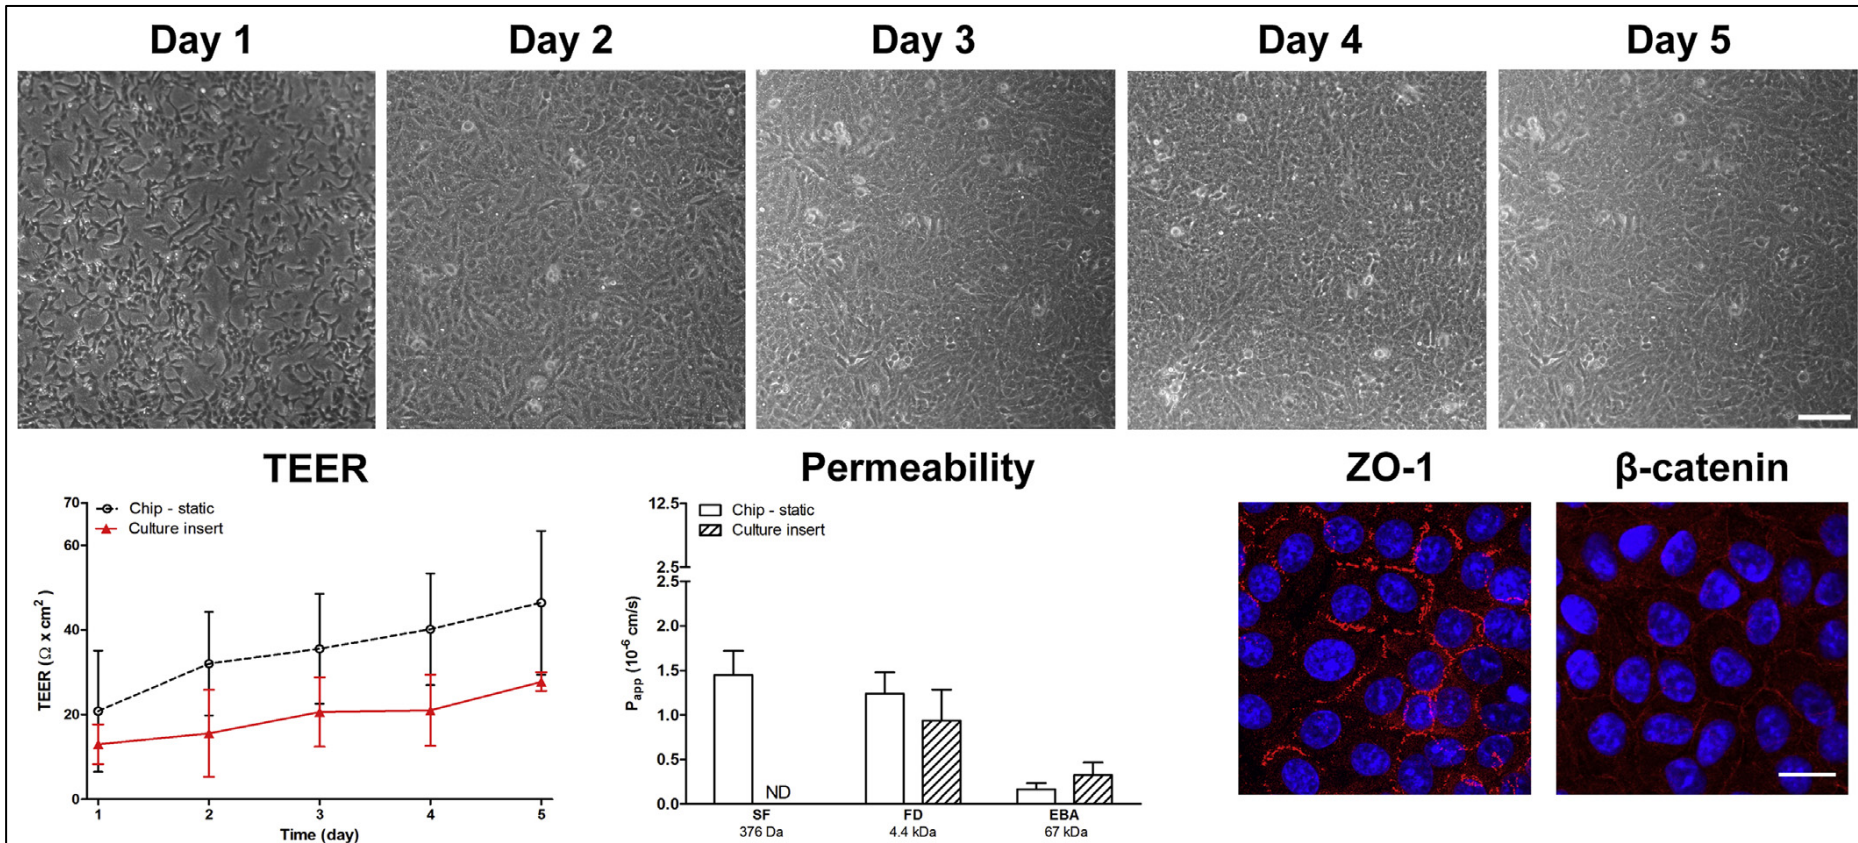 Day 1 Day 2 Day 3 Day 4 Day 5
TEER
70
60
40
20
0
TEER (Ω x cm²)
Chip - static
Culture insert
1 2 3 4 5
Time (day)
Permeability
12.5
2.5
2.5
2.0
1.5
1.0
0.5
0.0
Papp (10⁻⁶ cm/s)
Chip - static
Culture insert
ND
SF FD EBA
376 Da 4.4 kDa 67 kDa
ZO-1 β-catenin